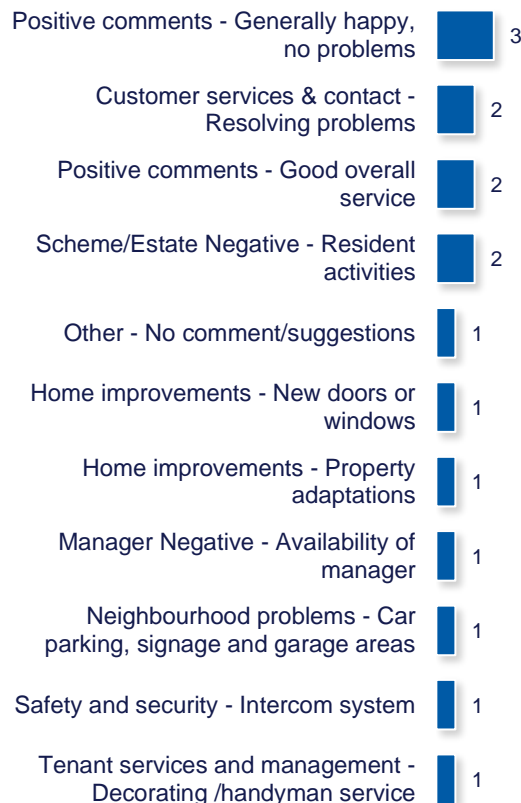 Positive comments - Generally happy,
no problems
3
Customer services & contact -
Resolving problems
2
Positive comments - Good overall
service
2
Scheme/Estate Negative - Resident
activities
2
Other - No comment/suggestions
1
Home improvements - New doors or
windows
1
Home improvements - Property
adaptations
1
Manager Negative - Availability of
manager
1
Neighbourhood problems - Car
parking, signage and garage areas
1
Safety and security - Intercom system
1
Tenant services and management -
Decorating /handyman service
1